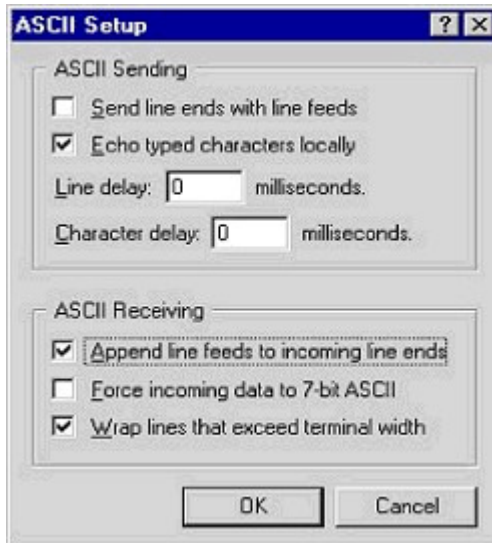 ASCII Setup
ASCII Sending
Send line ends with line feeds
Echo typed characters locally
Line delay: 0 milliseconds.
Character delay: 0 milliseconds.
ASCII Receiving
Append line feeds to incoming line ends
Force incoming data to 7-bit ASCII
Wrap lines that exceed terminal width
OK Cancel